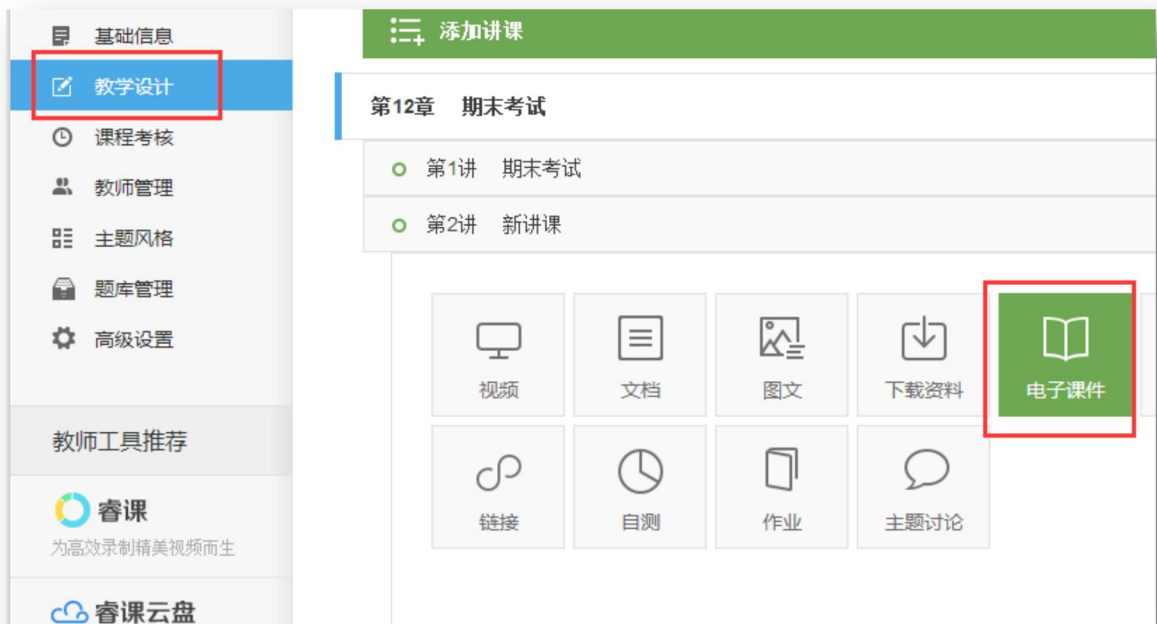 基础信息
教学设计
课程考核
教师管理
主题风格
题库管理
高级设置
教师工具推荐
睿课
为高效录制精美视频而生
睿课云盘
添加讲课
第12章 期末考试
第1讲 期末考试
第2讲 新讲课
视频 文档 图文 下载资料 电子课件
链接 自测 作业 主题讨论